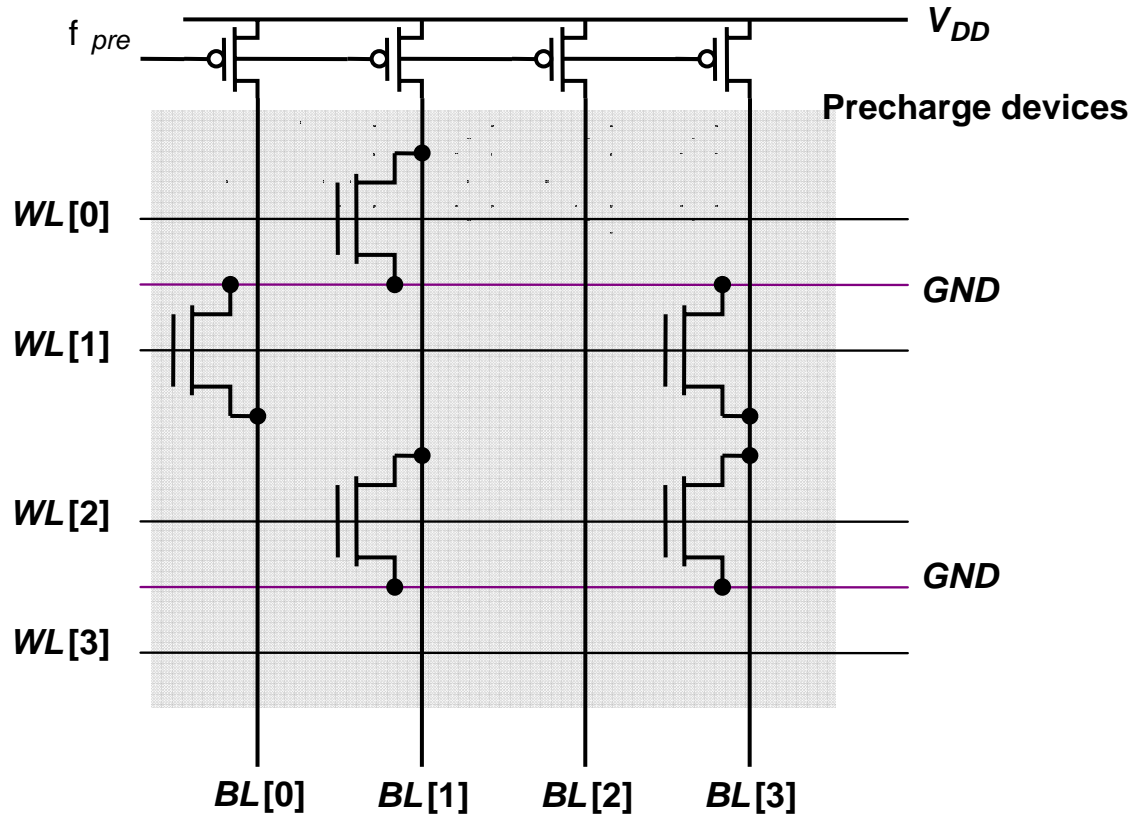 f pre
V DD
Precharge devices
WL[0]
GND
WL[1]
WL[2]
GND
WL[3]
BL[0] BL[1] BL[2] BL[3]